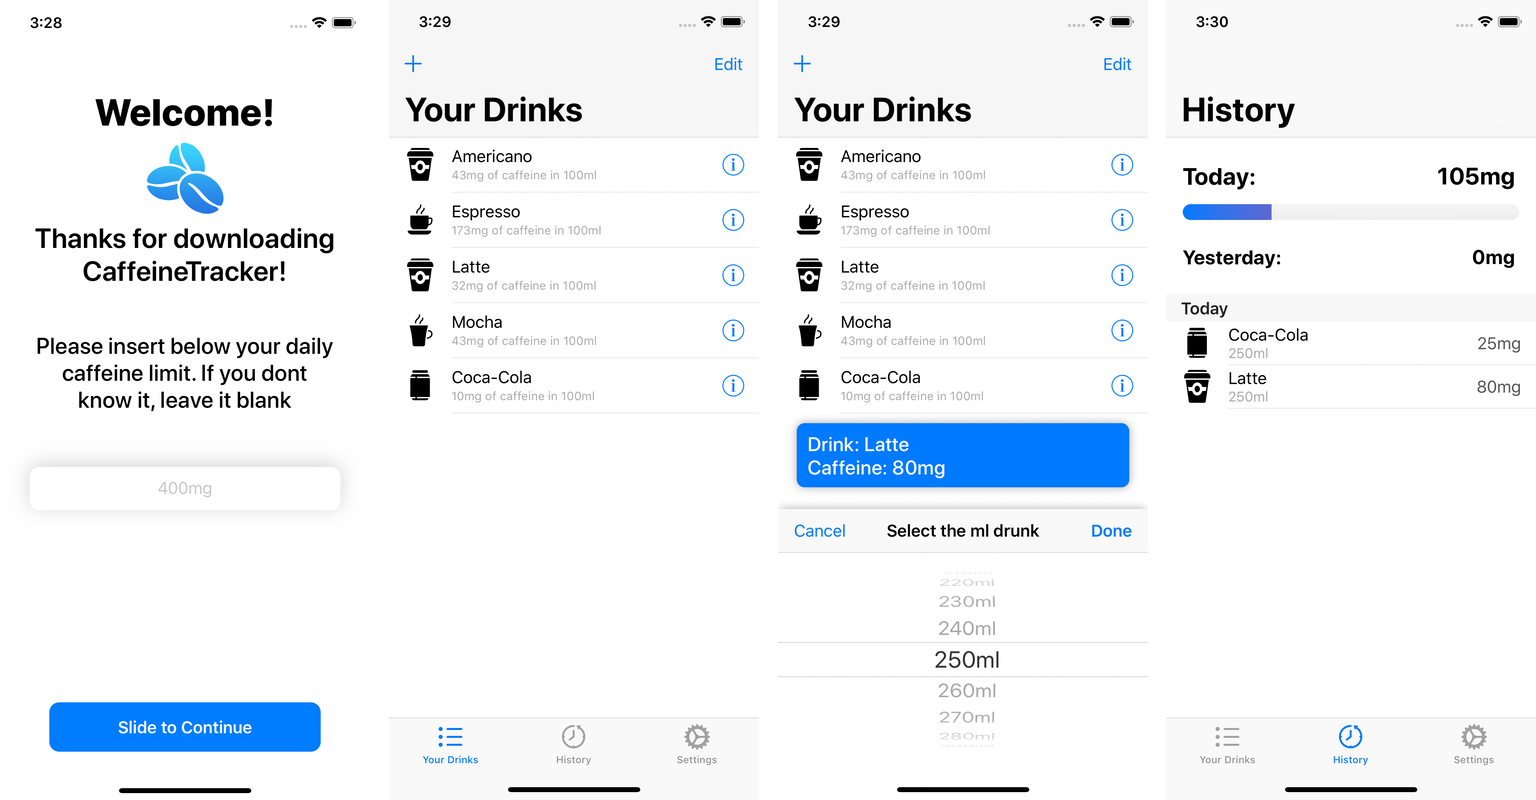 3:28
Welcome!
Thanks for downloading
CaffeineTracker!
Please insert below your daily
caffeine limit. If you dont
know it, leave it blank
400mg
Slide to Continue
3:29
Edit
Your Drinks
Americano
43mg of caffeine in 100ml
Espresso
173mg of caffeine in 100ml
Latte
32mg of caffeine in 100ml
Mocha
43mg of caffeine in 100ml
Coca-Cola
10mg of caffeine in 100ml
Your Drinks
History
Settings
3:29
Edit
Your Drinks
Americano
43mg of caffeine in 100ml
Espresso
173mg of caffeine in 100ml
Latte
32mg of caffeine in 100ml
Mocha
43mg of caffeine in 100ml
Coca-Cola
10mg of caffeine in 100ml
Drink: Latte
Caffeine: 80mg
Cancel
Select the ml drunk
Done
220ml
230ml
240ml
250ml
260ml
270ml
280ml
3:30
History
Today: 105mg
Yesterday: 0mg
Today
Coca-Cola
250ml
25mg
Latte
250ml
80mg
Your Drinks
History
Settings